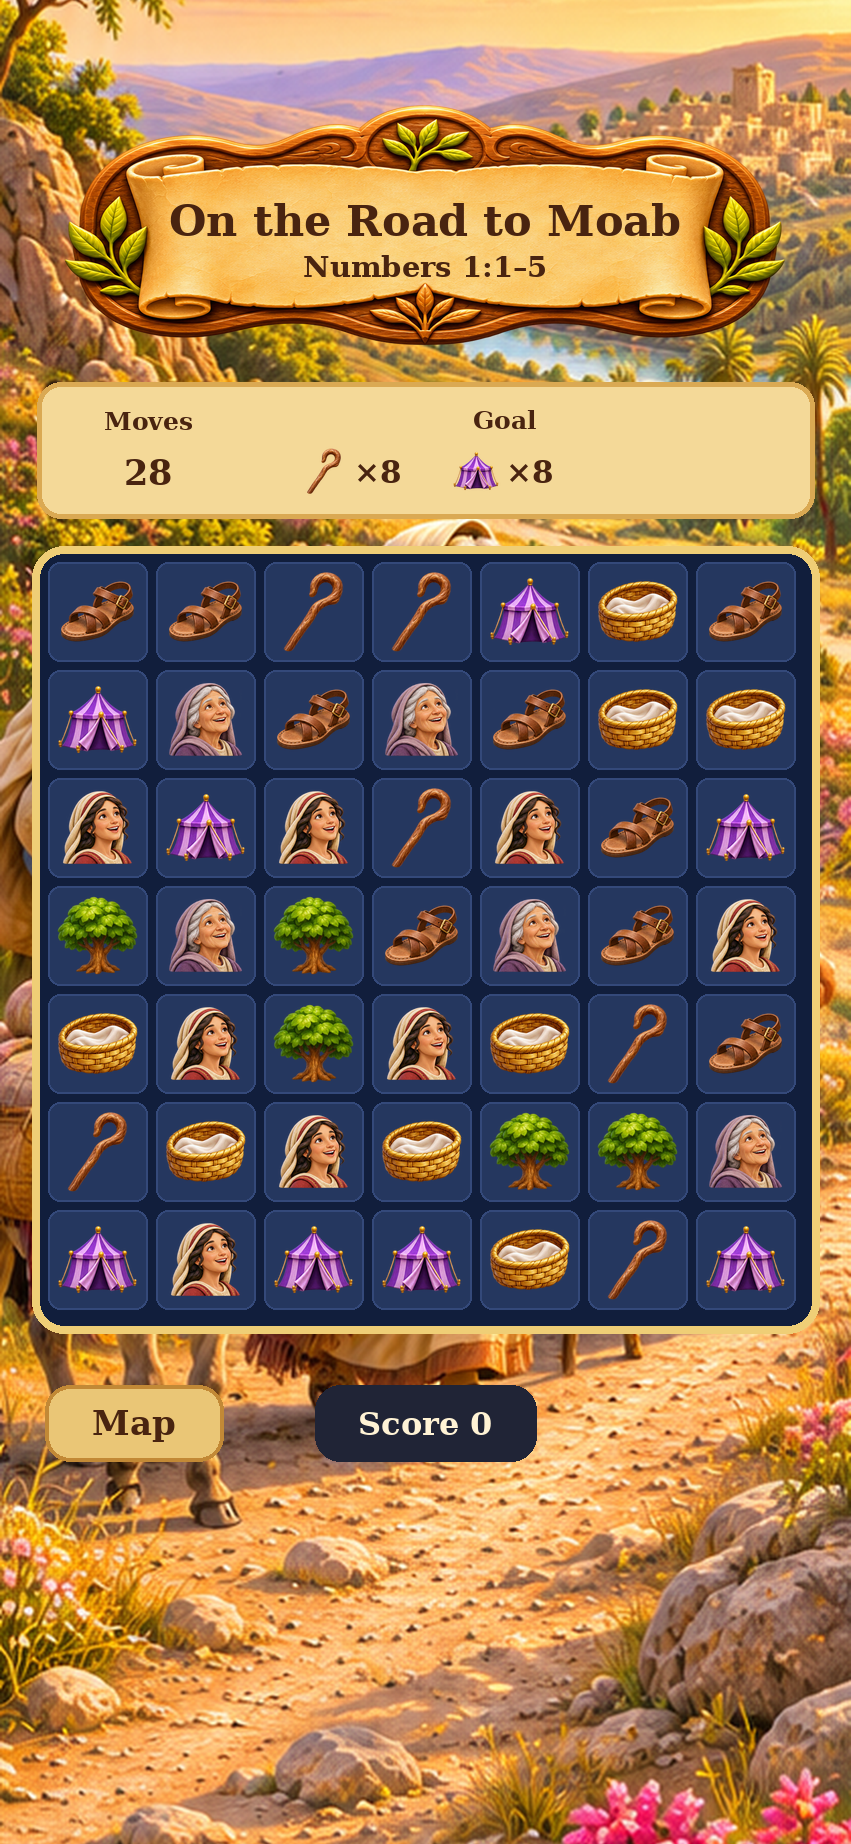 On the Road to Moab
Numbers 1:1–5
Moves
Goal
28
×8
×8
Map
Score 0